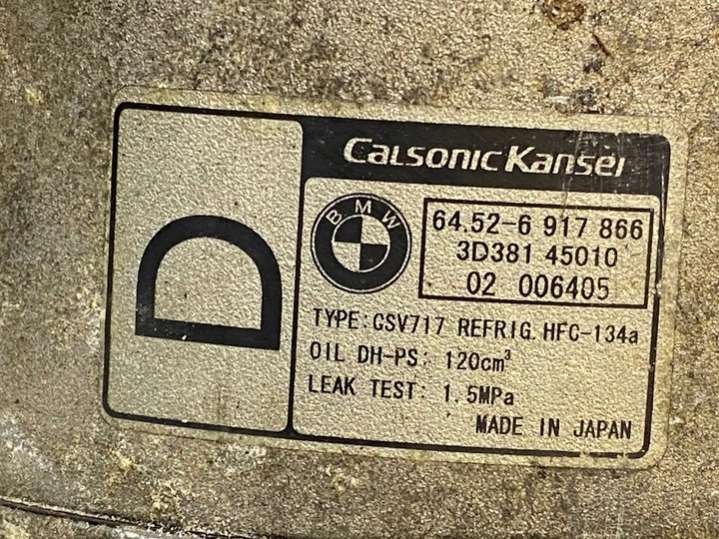 D
CALSONIC KANSEI
BMW
64.52-6 917 866
3D381 45010
02 006405
TYPE:CSV717 REFRIG. HFC-134a
OIL DH-PS: 120cm³
LEAK TEST: 1.5MPa
MADE IN JAPAN